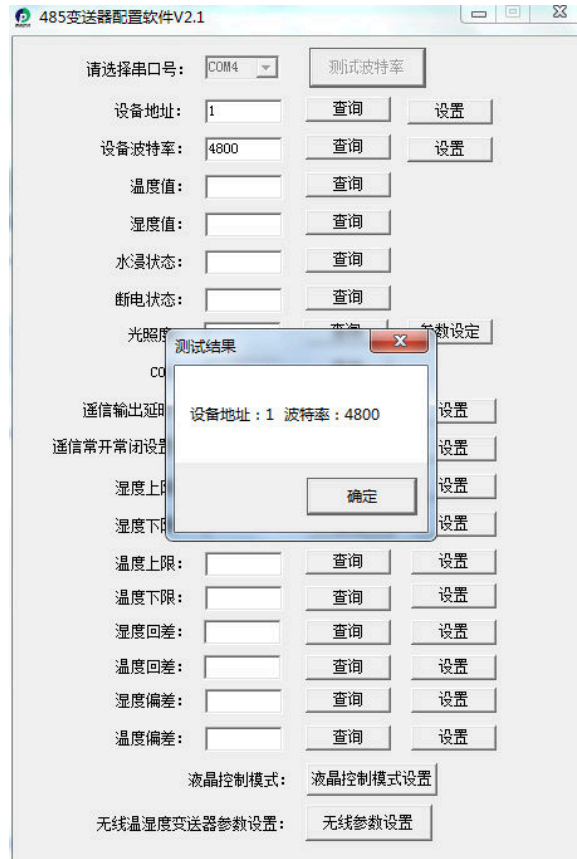 485变送器配置软件V2.1
请选择串口号： COM4 测试波特率
设备地址： 1 查询 设置
设备波特率： 4800 查询 设置
温度值： 查询
湿度值： 查询
水浸状态： 查询
断电状态： 查询
光照度 查询 参数设定
测试结果
CO
设备地址：1 波特率：4800
遥信输出延时 设置
遥信常开常闭设置 设置
确定
湿度上限 设置
湿度下限 设置
温度上限： 查询 设置
温度下限： 查询 设置
湿度回差： 查询 设置
温度回差： 查询 设置
湿度偏差： 查询 设置
温度偏差： 查询 设置
液晶控制模式： 液晶控制模式设置
无线温湿度变送器参数设置： 无线参数设置